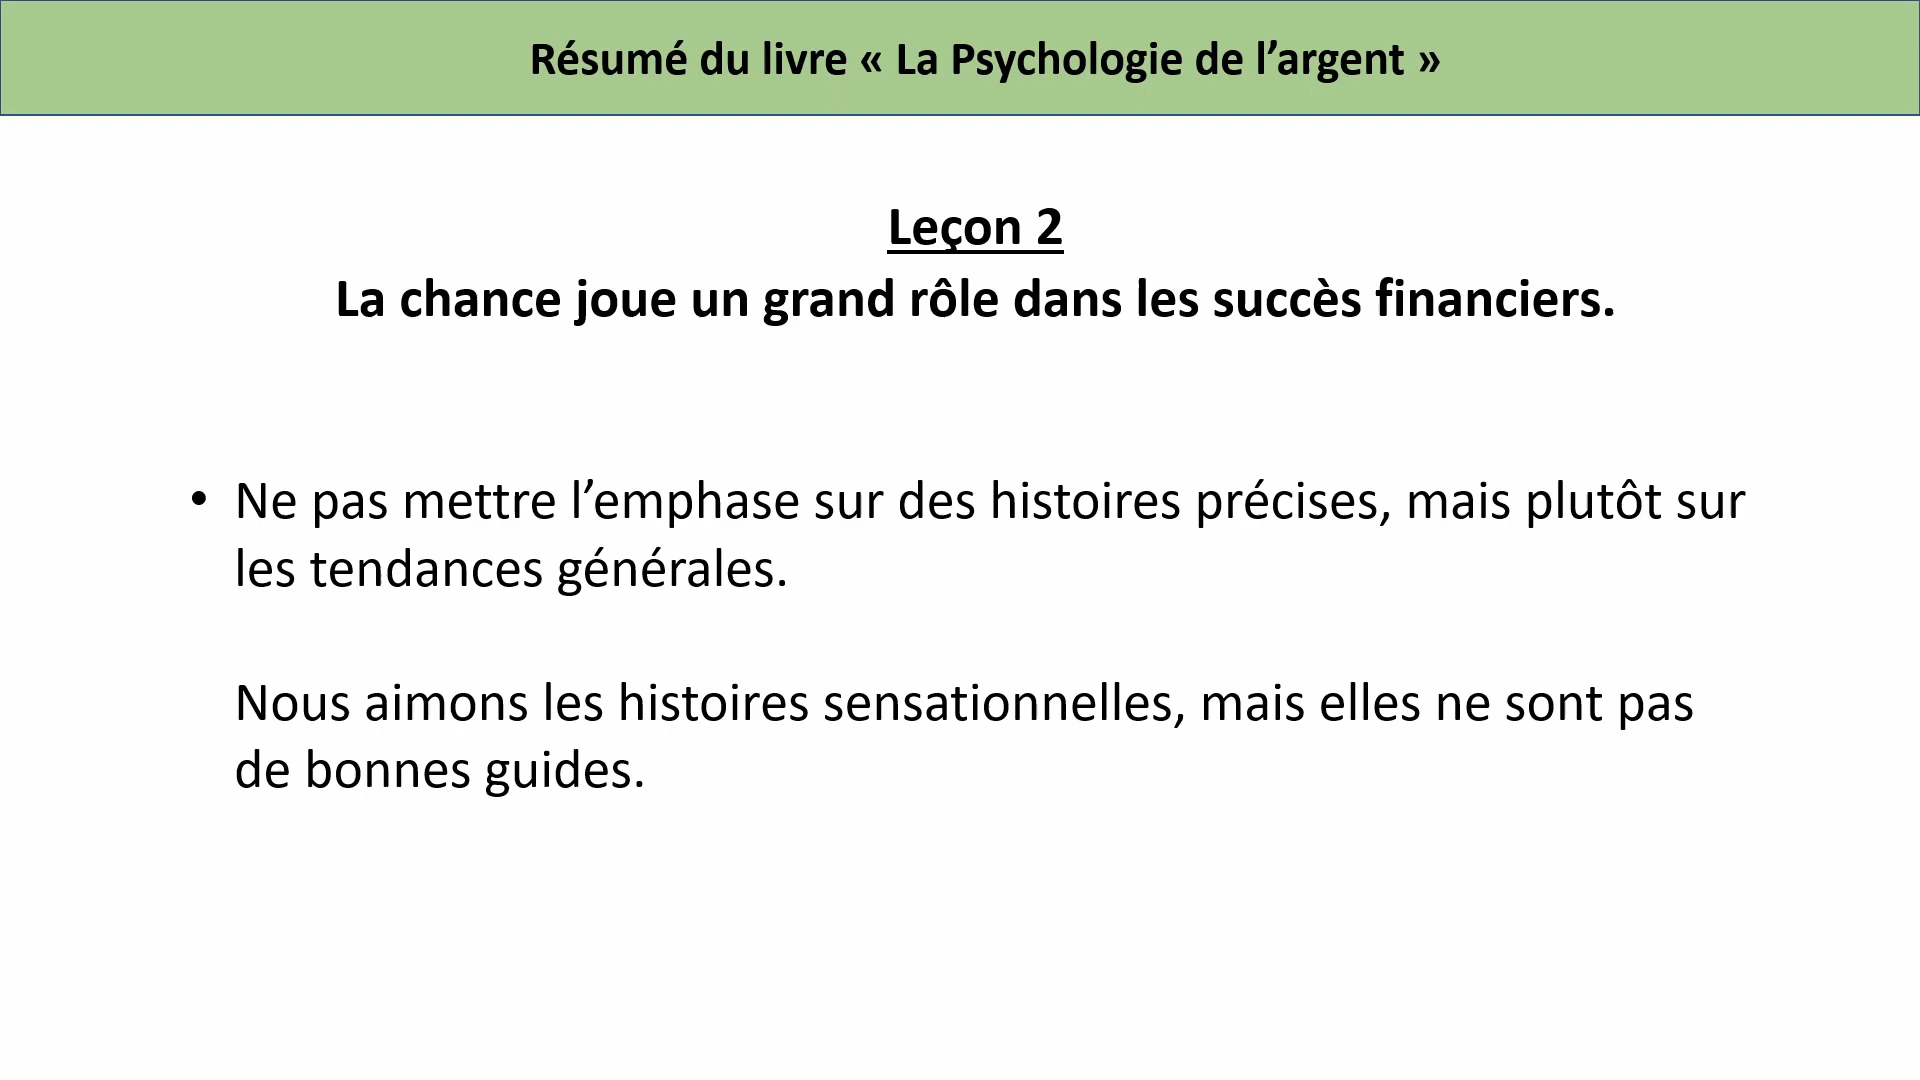 Résumé du livre « La Psychologie de l’argent »
Leçon 2
La chance joue un grand rôle dans les succès financiers.
• Ne pas mettre l’emphase sur des histoires précises, mais plutôt sur
les tendances générales.
Nous aimons les histoires sensationnelles, mais elles ne sont pas
de bonnes guides.